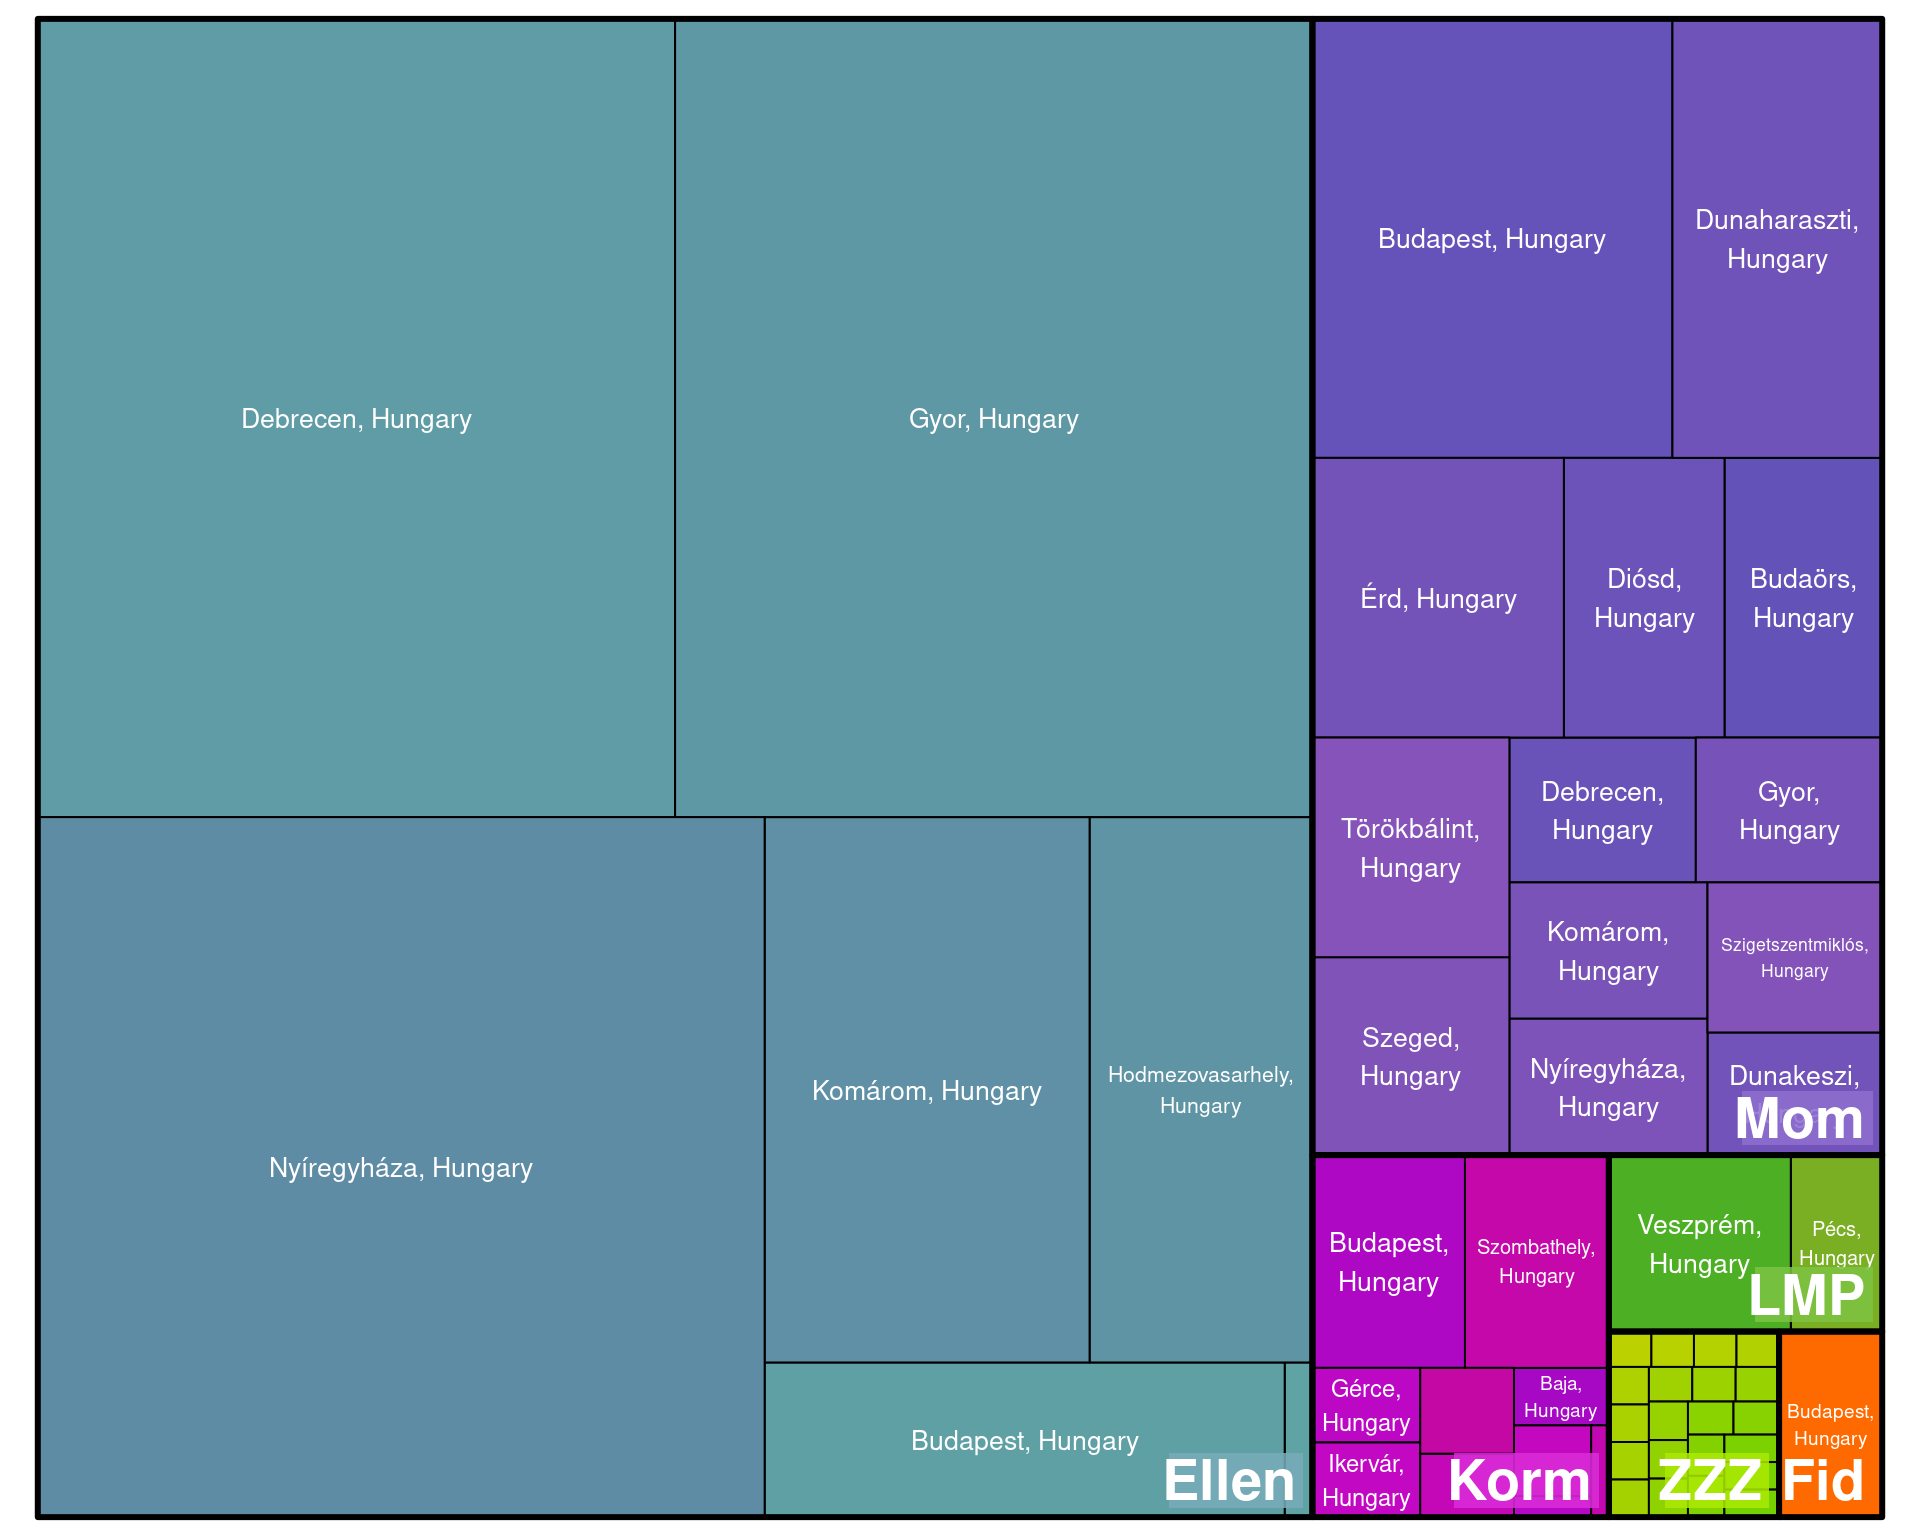 Debrecen, Hungary
Gyor, Hungary
Nyíregyháza, Hungary
Komárom, Hungary
Hodmezovasarhely,
Hungary
Budapest, Hungary
Ellen
Budapest, Hungary
Dunaharaszti,
Hungary
Érd, Hungary
Diósd,
Hungary
Budaörs,
Hungary
Törökbálint,
Hungary
Debrecen,
Hungary
Gyor,
Hungary
Szeged,
Hungary
Komárom,
Hungary
Szigetszentmiklós,
Hungary
Nyíregyháza,
Hungary
Dunakeszi,
Mom
Budapest,
Hungary
Szombathely,
Hungary
Gérce,
Hungary
Baja,
Hungary
Ikervár,
Hungary
Korm
Veszprém,
Hungary
Pécs,
Hungary
LMP
ZZZ
Budapest,
Hungary
Fid